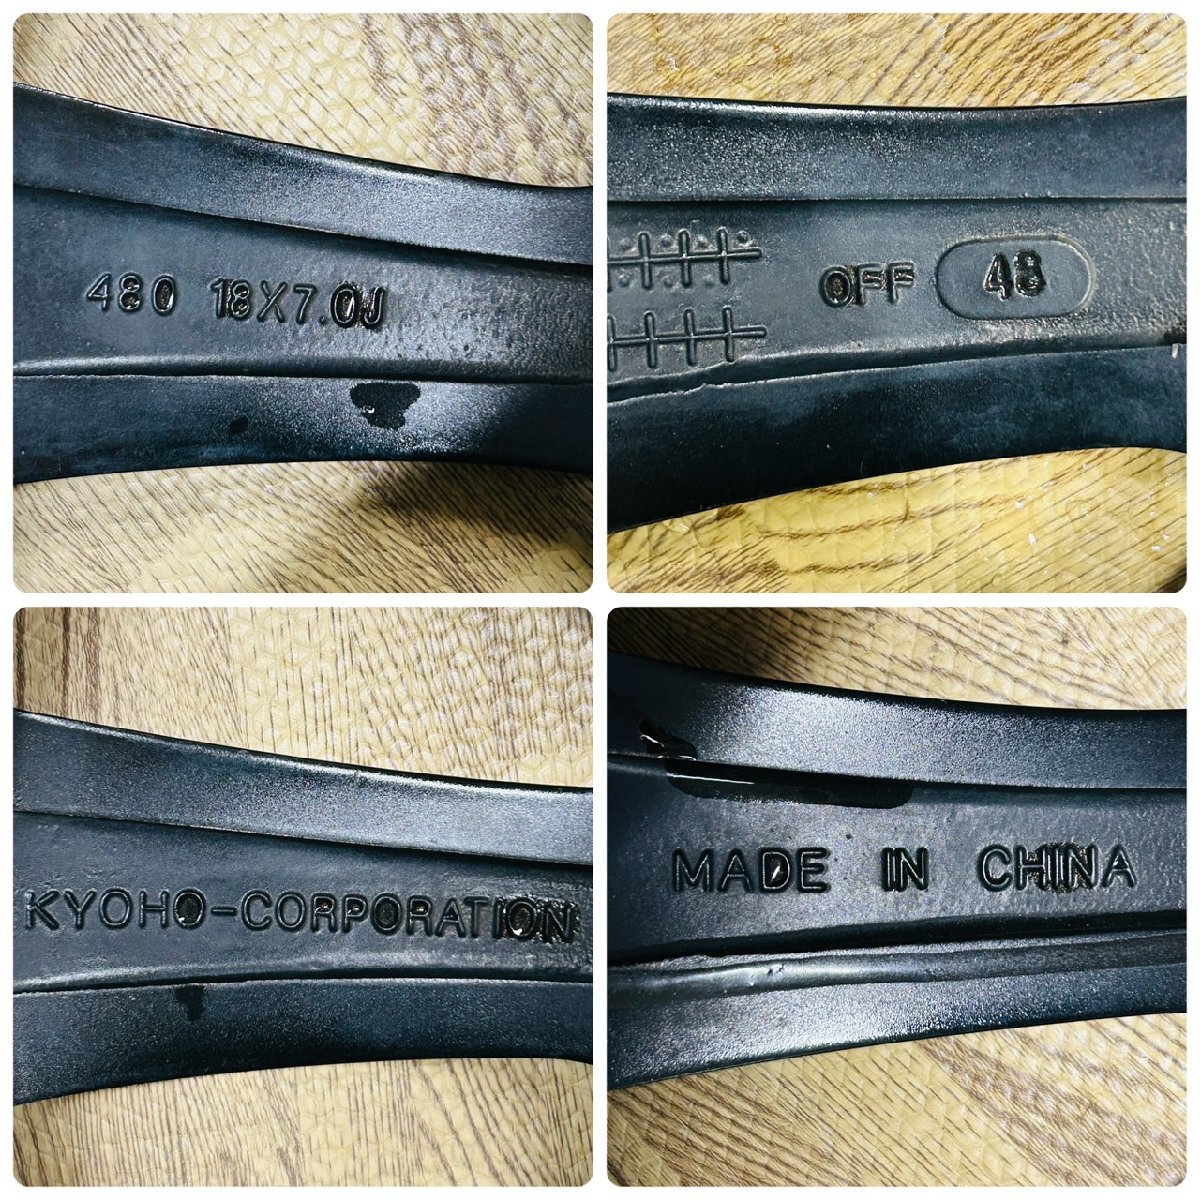 480 18X7.0J
OFF 48
KYOHO-CORPORATION
MADE IN CHINA